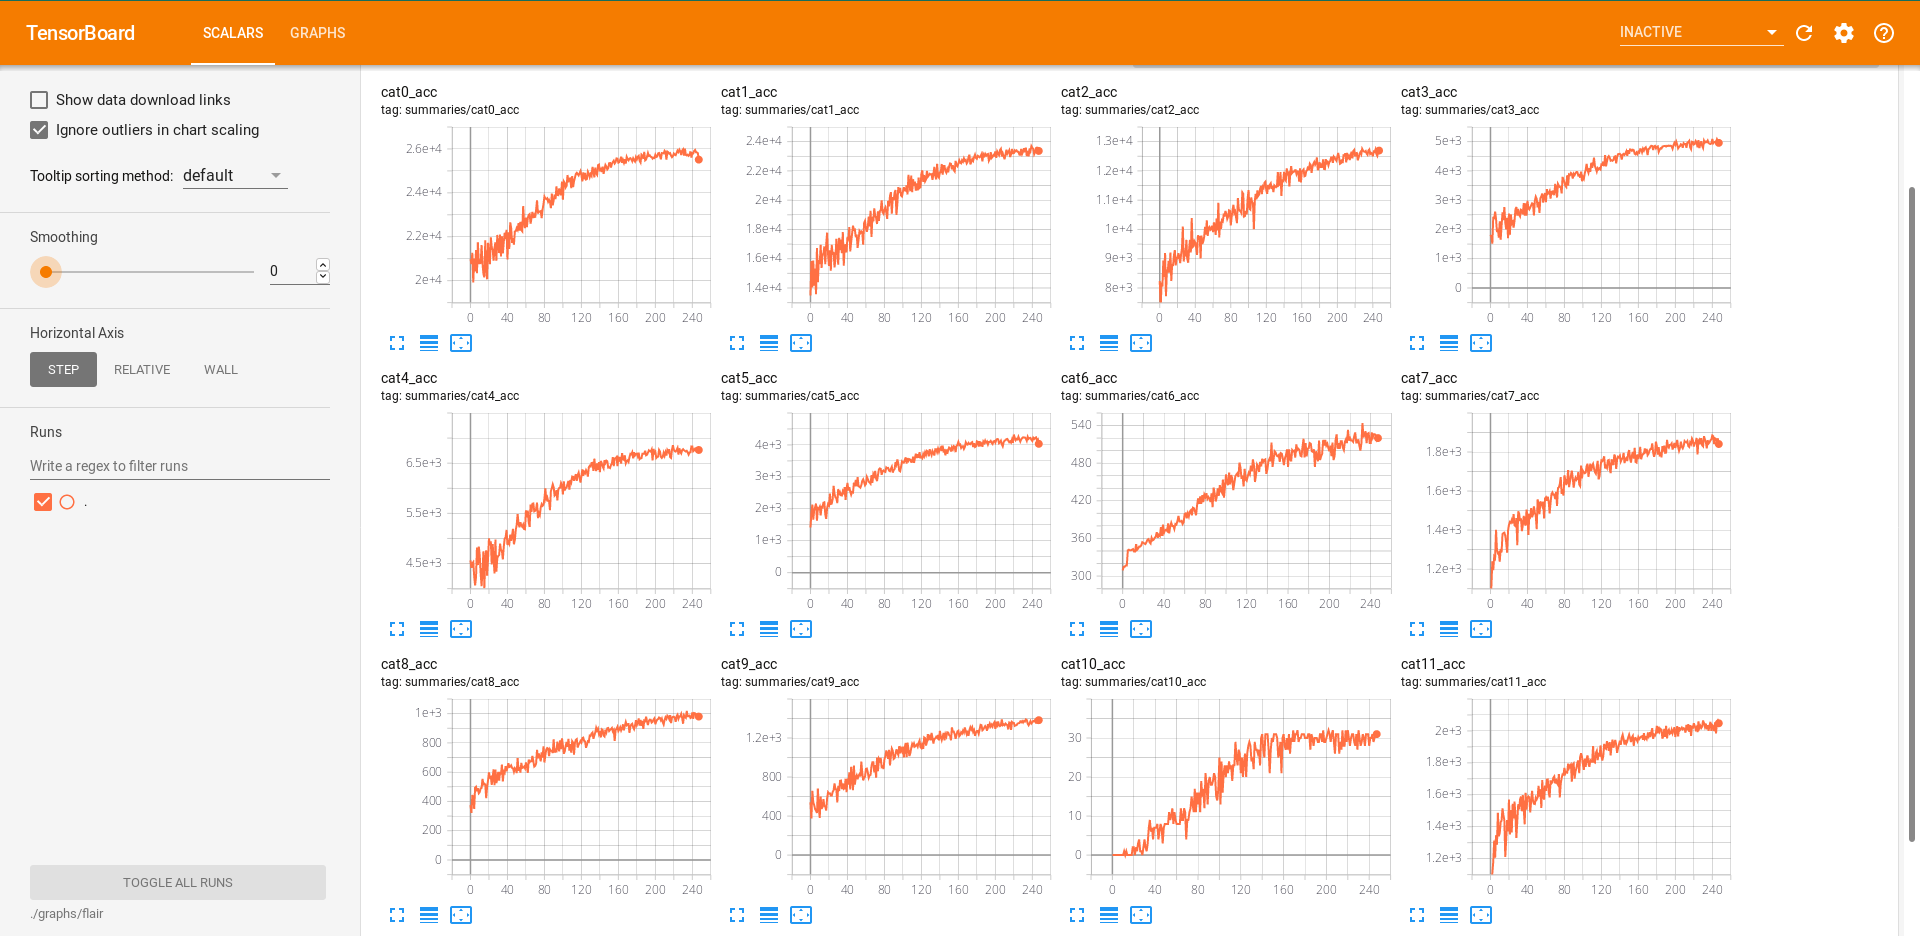 TensorBoard SCALARS GRAPHS INACTIVE
Show data download links
Ignore outliers in chart scaling
Tooltip sorting method: default
Smoothing
0
Horizontal Axis
STEP RELATIVE WALL
Runs
Write a regex to filter runs
.
TOGGLE ALL RUNS
./graphs/flair
cat0_acc
tag: summaries/cat0_acc
2.6e+4
2.4e+4
2.2e+4
2e+4
0 40 80 120 160 200 240
cat1_acc
tag: summaries/cat1_acc
2.4e+4
2.2e+4
2e+4
1.8e+4
1.6e+4
1.4e+4
0 40 80 120 160 200 240
cat2_acc
tag: summaries/cat2_acc
1.3e+4
1.2e+4
1.1e+4
1e+4
9e+3
8e+3
0 40 80 120 160 200 240
cat3_acc
tag: summaries/cat3_acc
5e+3
4e+3
3e+3
2e+3
1e+3
0
0 40 80 120 160 200 240
cat4_acc
tag: summaries/cat4_acc
6.5e+3
5.5e+3
4.5e+3
0 40 80 120 160 200 240
cat5_acc
tag: summaries/cat5_acc
4e+3
3e+3
2e+3
1e+3
0
0 40 80 120 160 200 240
cat6_acc
tag: summaries/cat6_acc
540
480
420
360
300
0 40 80 120 160 200 240
cat7_acc
tag: summaries/cat7_acc
1.8e+3
1.6e+3
1.4e+3
1.2e+3
0 40 80 120 160 200 240
cat8_acc
tag: summaries/cat8_acc
1e+3
800
600
400
200
0
0 40 80 120 160 200 240
cat9_acc
tag: summaries/cat9_acc
1.2e+3
800
400
0
0 40 80 120 160 200 240
cat10_acc
tag: summaries/cat10_acc
30
20
10
0
0 40 80 120 160 200 240
cat11_acc
tag: summaries/cat11_acc
2e+3
1.8e+3
1.6e+3
1.4e+3
1.2e+3
0 40 80 120 160 200 240